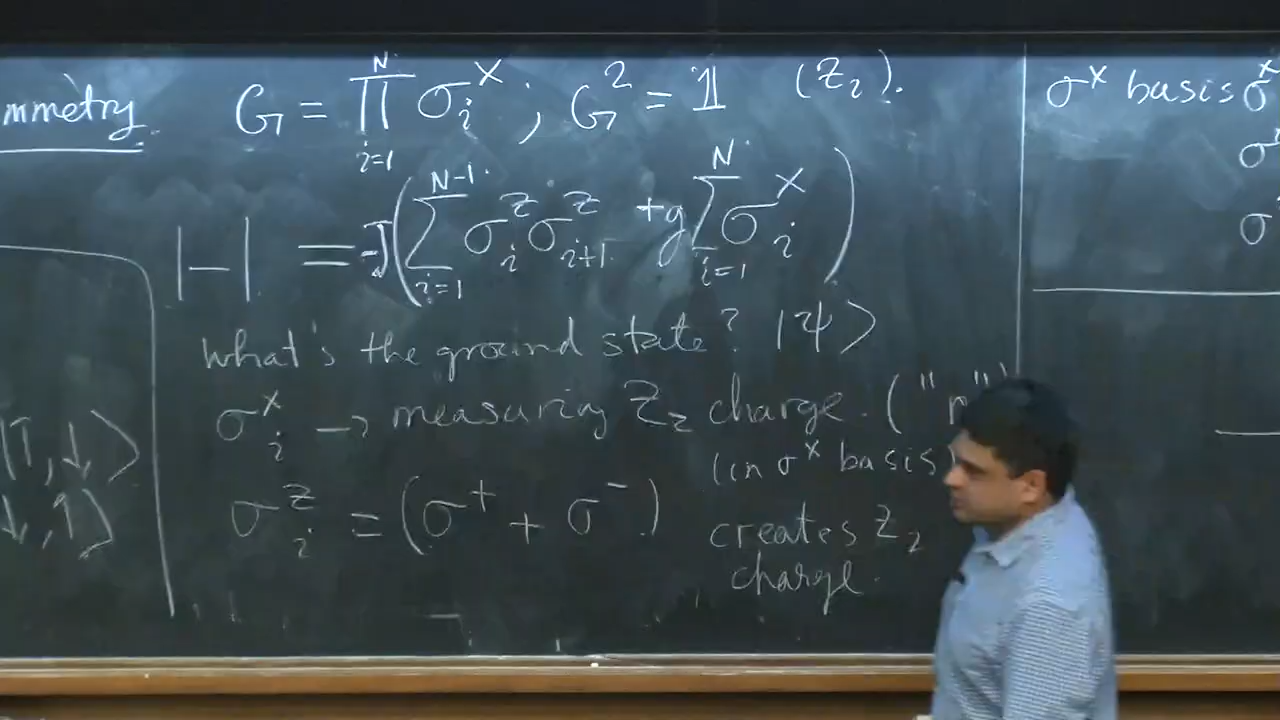 mmetry
G = ∏_{i=1}^{N} σ_i^x ; G² = 𝟙 (Z₂).
H = -J( ∑_{i=1}^{N-1} σ_i^z σ_{i+1}^z + g ∑_{i=1}^{N} σ_i^x )
what's the ground state? |ψ>
σ_i^x → measuring Z₂ charge. ("n")
(in σ^x basis)
σ_i^z = (σ^+ + σ^-)
creates Z₂
charge.
|↑,↓>
↓,↑>
σ^x basis σ^x
σ
σ